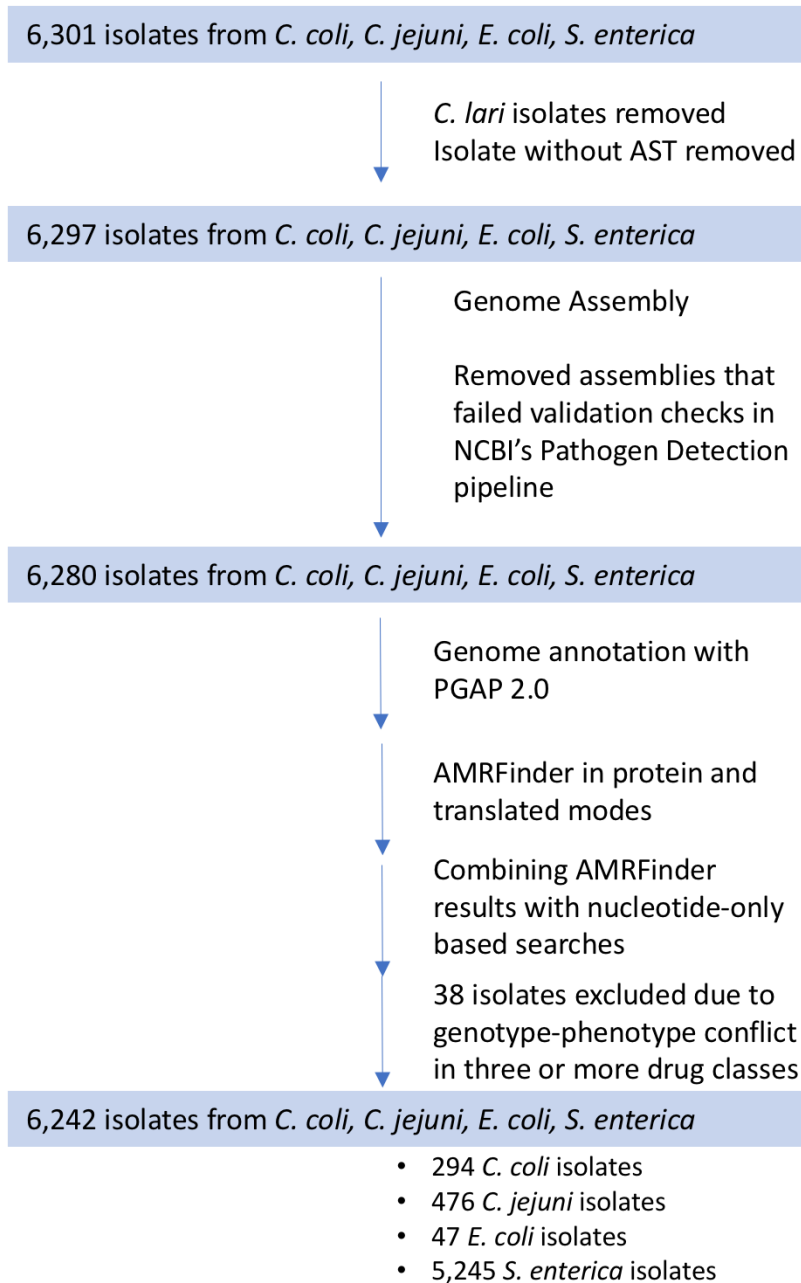 6,301 isolates from C. coli, C. jejuni, E. coli, S. enterica
C. lari isolates removed
Isolate without AST removed
6,297 isolates from C. coli, C. jejuni, E. coli, S. enterica
Genome Assembly
Removed assemblies that
failed validation checks in
NCBI’s Pathogen Detection
pipeline
6,280 isolates from C. coli, C. jejuni, E. coli, S. enterica
Genome annotation with
PGAP 2.0
AMRFinder in protein and
translated modes
Combining AMRFinder
results with nucleotide-only
based searches
38 isolates excluded due to
genotype-phenotype conflict
in three or more drug classes
6,242 isolates from C. coli, C. jejuni, E. coli, S. enterica
• 294 C. coli isolates
• 476 C. jejuni isolates
• 47 E. coli isolates
• 5,245 S. enterica isolates